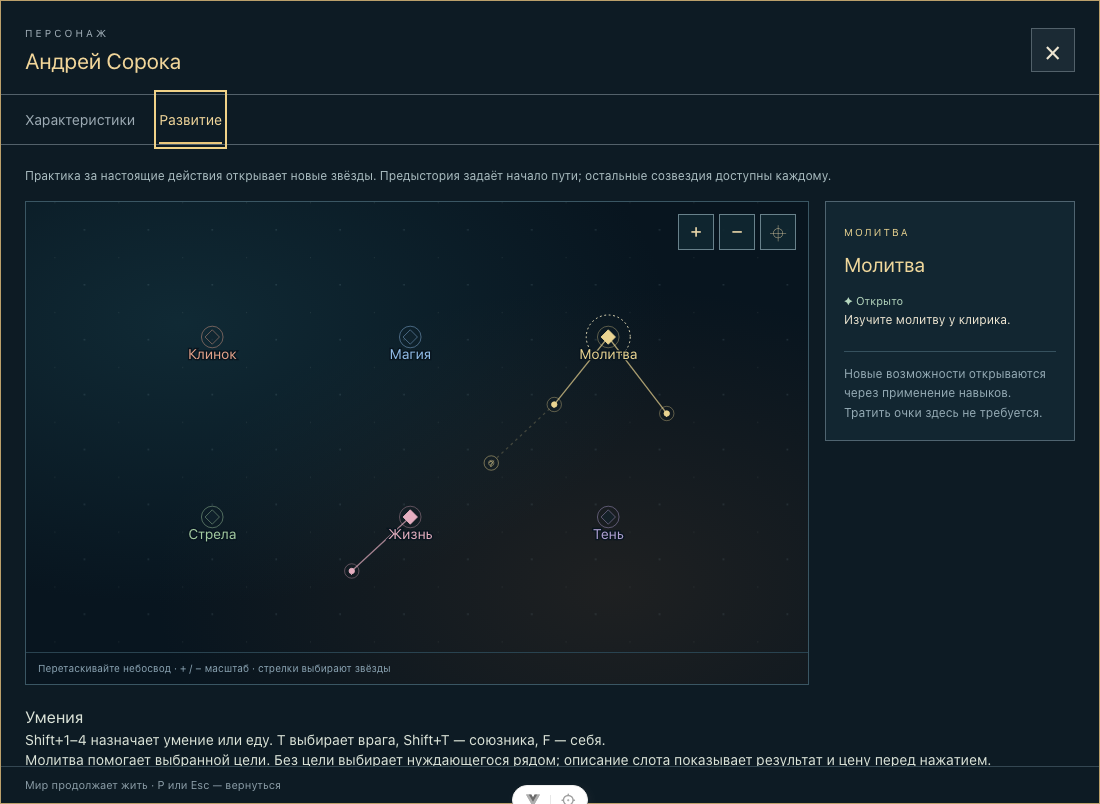 ПЕРСОНАЖ
Андрей Сорока
×
Характеристики
Развитие
Практика за настоящие действия открывает новые звёзды. Предыстория задаёт начало пути; остальные созвездия доступны каждому.
+ −
Клинок
Магия
Молитва
Стрела
Жизнь
Тень
Перетаскивайте небосвод · + / − масштаб · стрелки выбирают звёзды
МОЛИТВА
Молитва
✦ Открыто
Изучите молитву у клирика.
Новые возможности открываются
через применение навыков.
Тратить очки здесь не требуется.
Умения
Shift+1–4 назначает умение или еду. T выбирает врага, Shift+T — союзника, F — себя.
Молитва помогает выбранной цели. Без цели выбирает нуждающегося рядом; описание слота показывает результат и цену перед нажатием.
Мир продолжает жить · P или Esc — вернуться